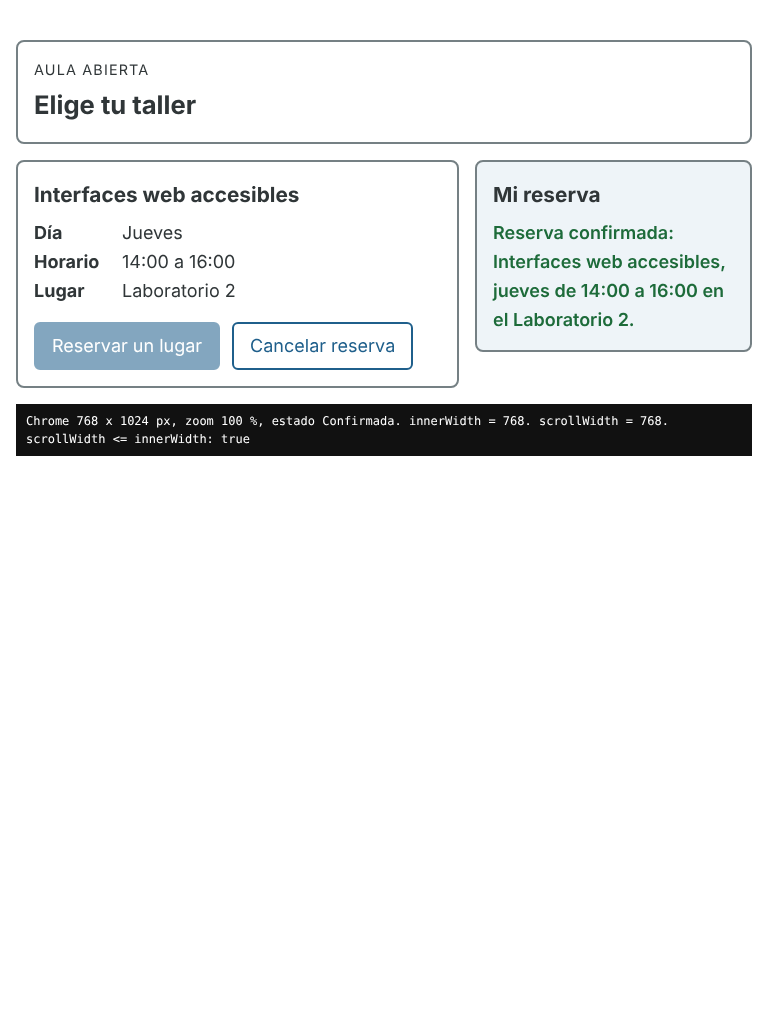 AULA ABIERTA
Elige tu taller
Interfaces web accesibles
Día Jueves
Horario 14:00 a 16:00
Lugar Laboratorio 2
Reservar un lugar Cancelar reserva
Mi reserva
Reserva confirmada:
Interfaces web accesibles,
jueves de 14:00 a 16:00 en
el Laboratorio 2.
Chrome 768 x 1024 px, zoom 100 %, estado Confirmada. innerWidth = 768. scrollWidth = 768.
scrollWidth <= innerWidth: true